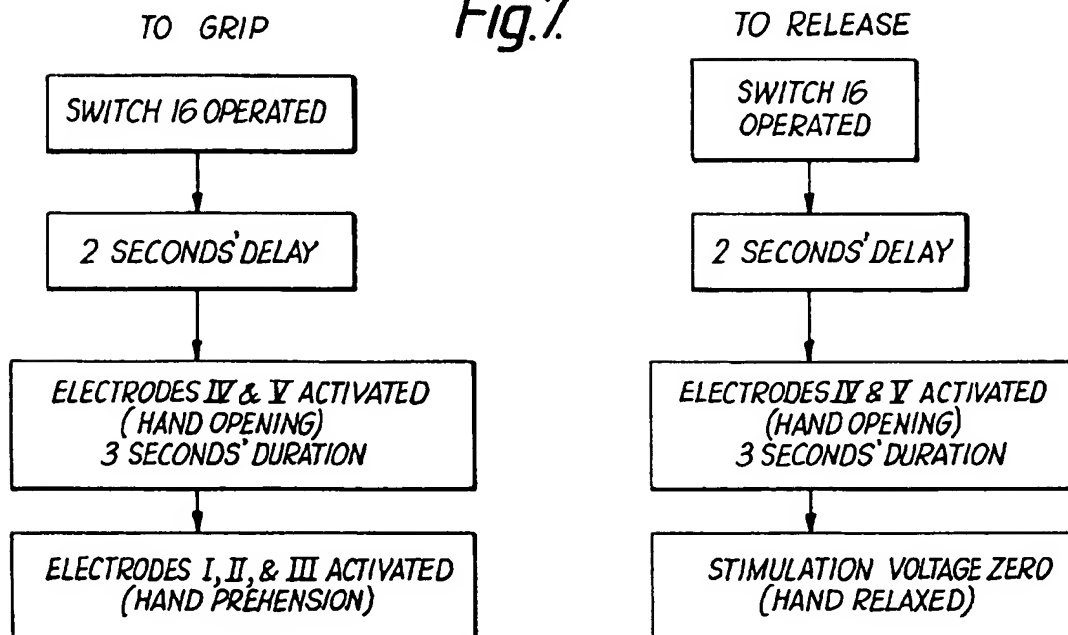 Fig.7.
TO GRIP
SWITCH 16 OPERATED
2 SECONDS' DELAY
ELECTRODES IV & V ACTIVATED
(HAND OPENING)
3 SECONDS' DURATION
ELECTRODES I, II, & III ACTIVATED
(HAND PREHENSION)
TO RELEASE
SWITCH 16
OPERATED
2 SECONDS' DELAY
ELECTRODES IV & V ACTIVATED
(HAND OPENING)
3 SECONDS' DURATION
STIMULATION VOLTAGE ZERO
(HAND RELAXED)